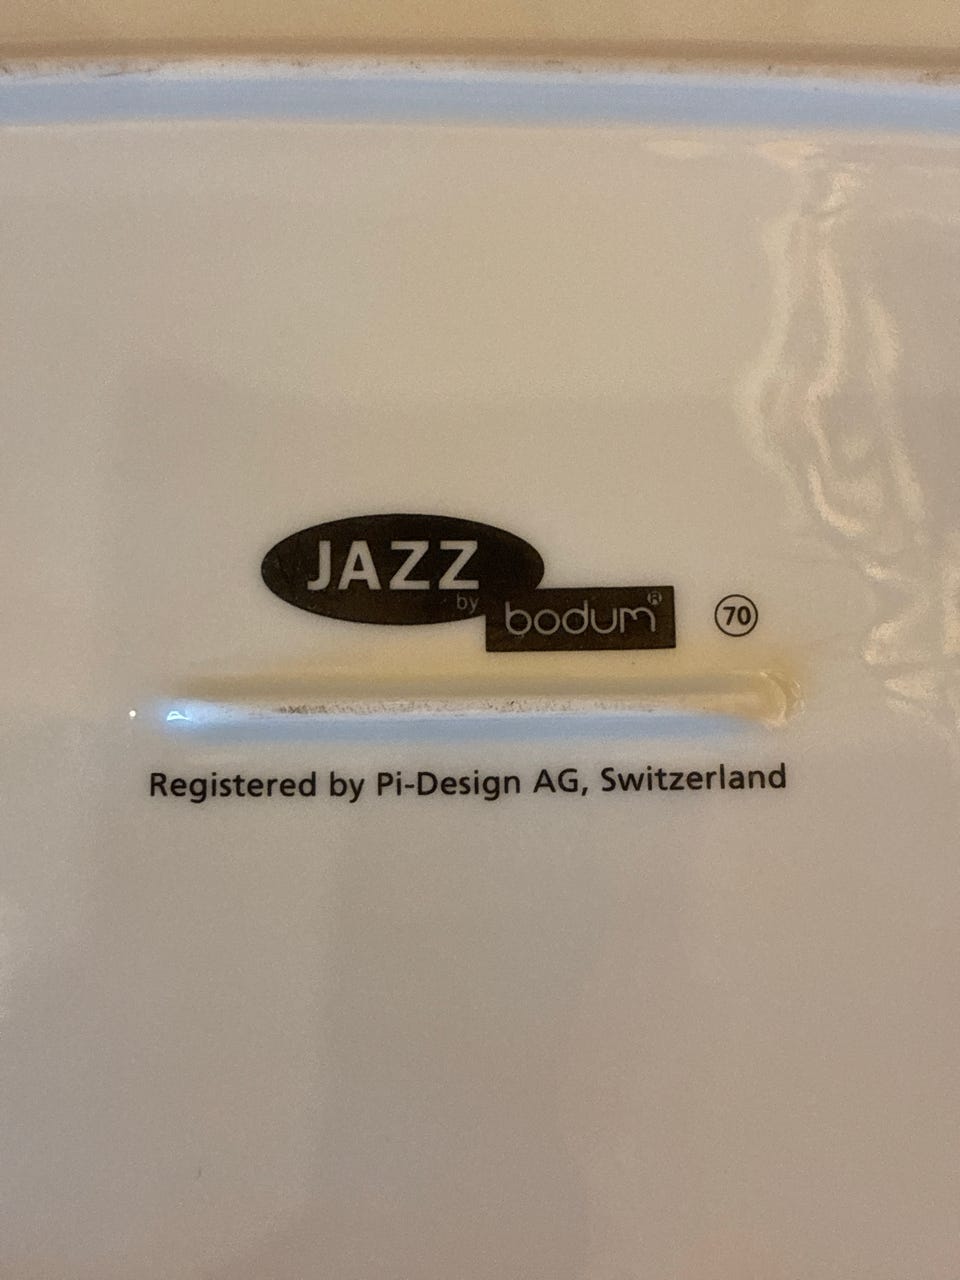 JAZZ
by bodum®
70
Registered by Pi-Design AG, Switzerland